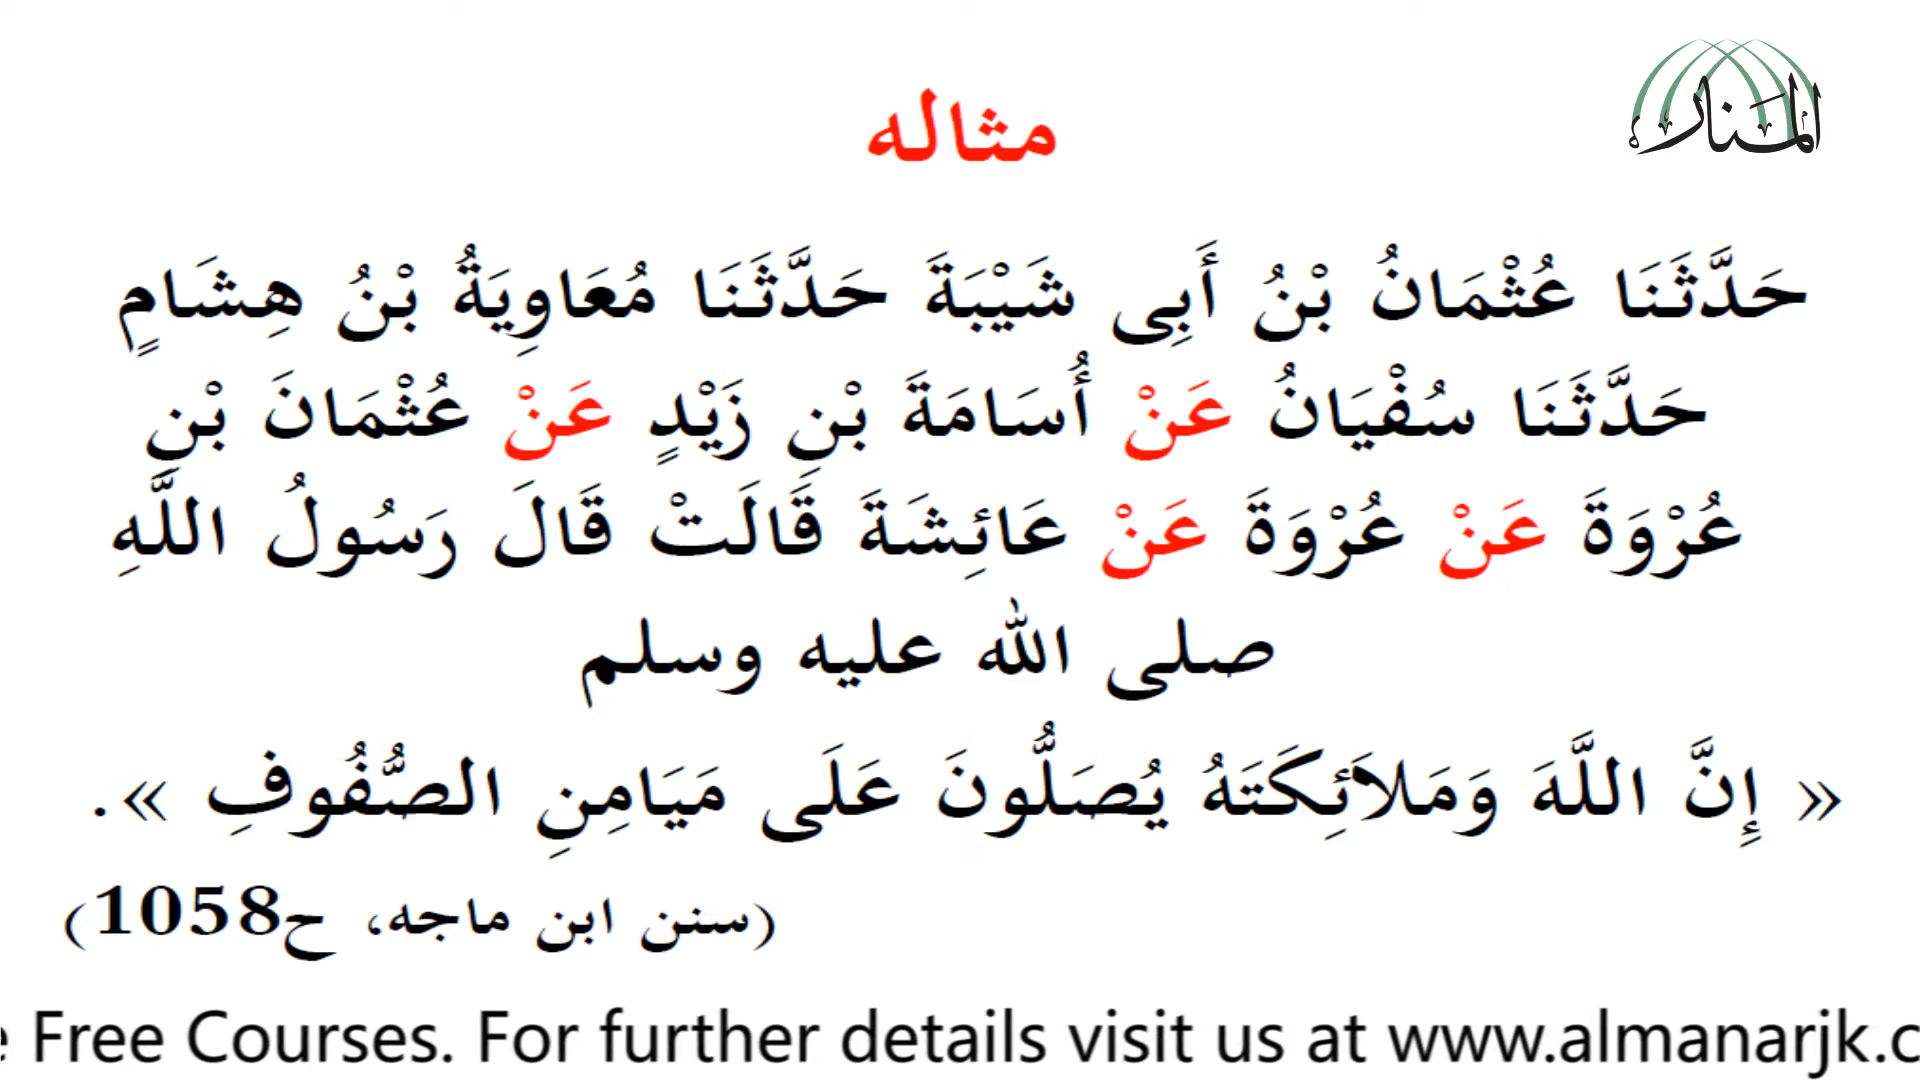 المنار
مثاله
حَدَّثَنَا عُثْمَانُ بْنُ أَبِى شَيْبَةَ حَدَّثَنَا مُعَاوِيَةُ بْنُ هِشَامٍ
حَدَّثَنَا سُفْيَانُ عَنْ أُسَامَةَ بْنِ زَيْدٍ عَنْ عُثْمَانَ بْنِ
عُرْوَةَ عَنْ عُرْوَةَ عَنْ عَائِشَةَ قَالَتْ قَالَ رَسُولُ اللَّهِ
صلى الله عليه وسلم
« إِنَّ اللَّهَ وَمَلاَئِكَتَهُ يُصَلُّونَ عَلَى مَيَامِنِ الصُّفُوفِ ».
(سنن ابن ماجه، ح1058)
e Free Courses. For further details visit us at www.almanarjk.c